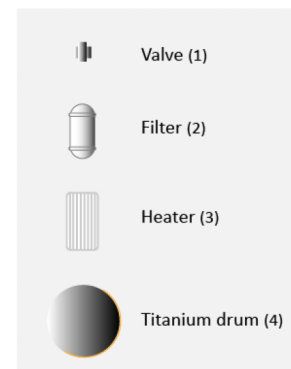 Valve (1)
Filter (2)
Heater (3)
Titanium drum (4)